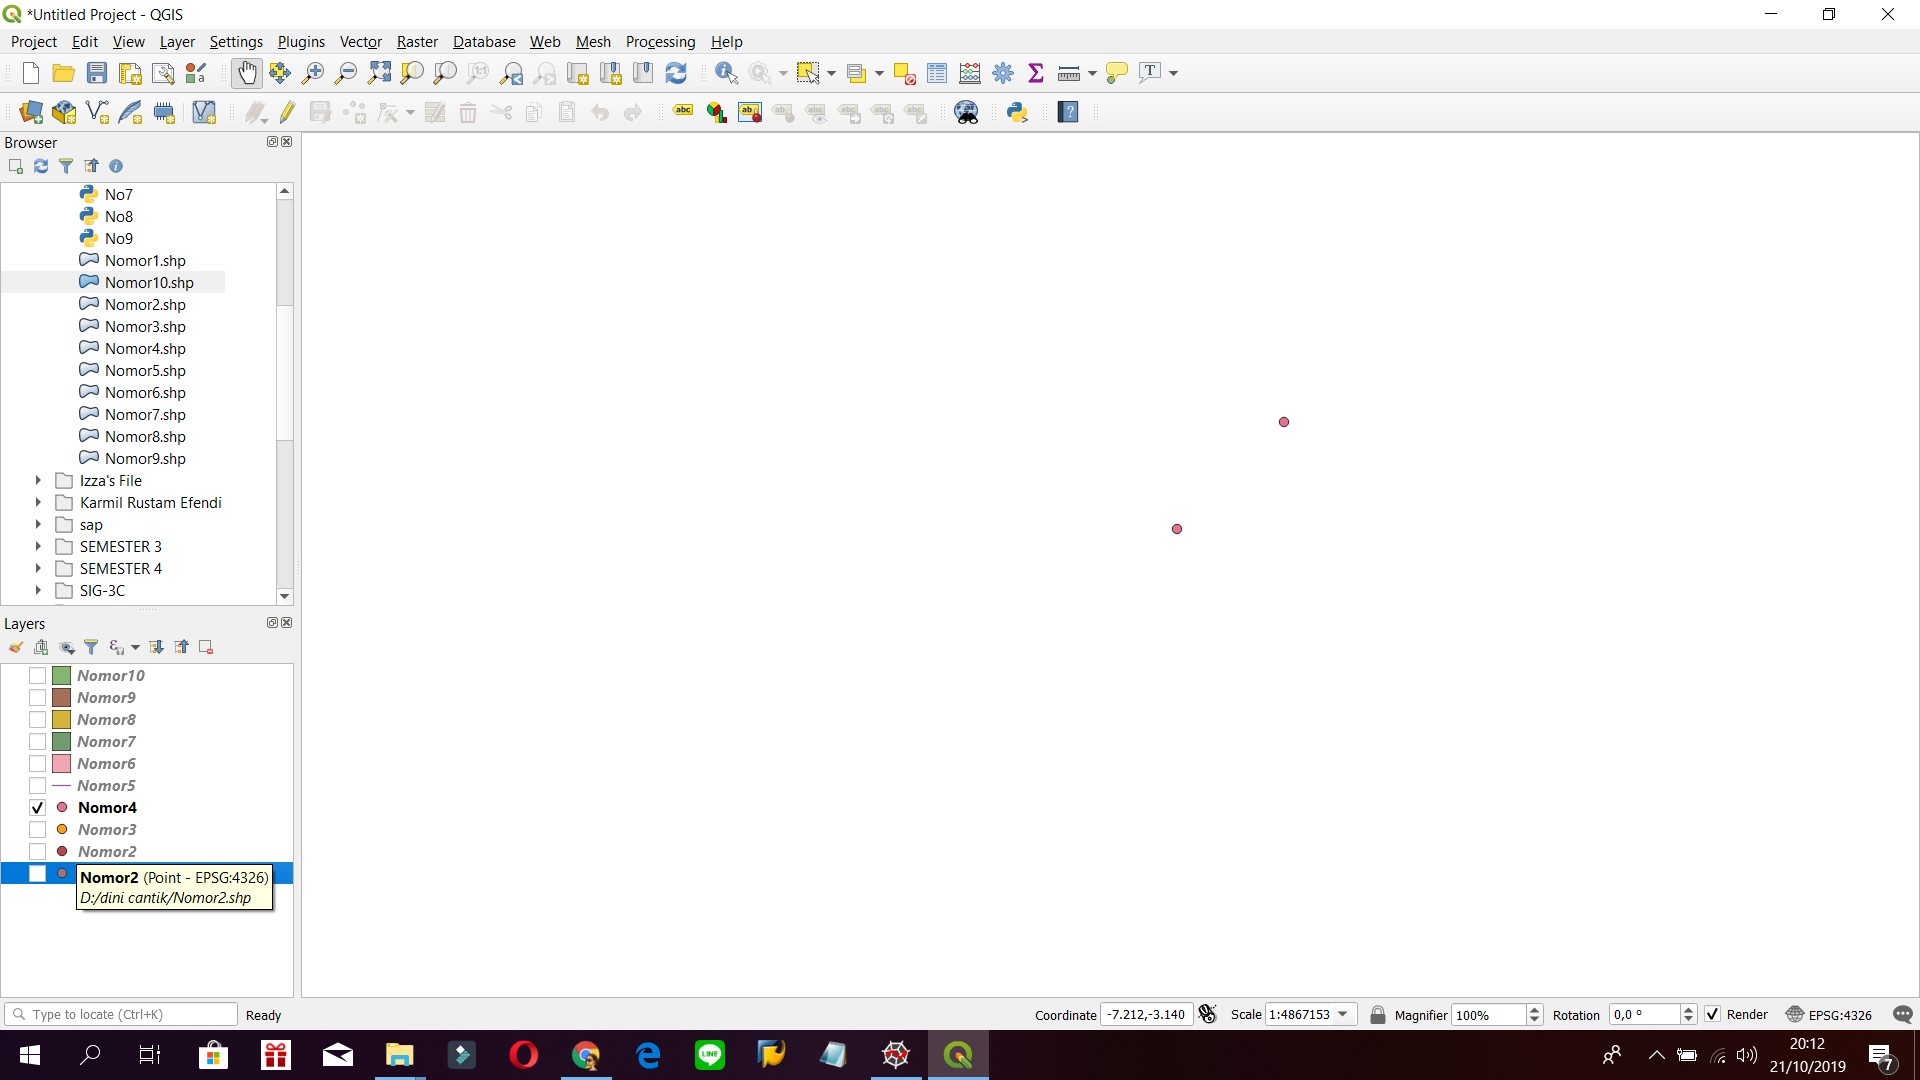 *Untitled Project - QGIS
Project Edit View Layer Settings Plugins Vector Raster Database Web Mesh Processing Help
Browser
No7
No8
No9
Nomor1.shp
Nomor10.shp
Nomor2.shp
Nomor3.shp
Nomor4.shp
Nomor5.shp
Nomor6.shp
Nomor7.shp
Nomor8.shp
Nomor9.shp
Izza's File
Karmil Rustam Efendi
sap
SEMESTER 3
SEMESTER 4
SIG-3C
Layers
Nomor10
Nomor9
Nomor8
Nomor7
Nomor6
Nomor5
Nomor4
Nomor3
Nomor2
Nomor2 (Point - EPSG:4326)
D:/dini cantik/Nomor2.shp
Type to locate (Ctrl+K) Ready Coordinate -7.212,-3.140 Scale 1:4867153 Magnifier 100% Rotation 0,0 ° Render EPSG:4326
20:12
21/10/2019
7